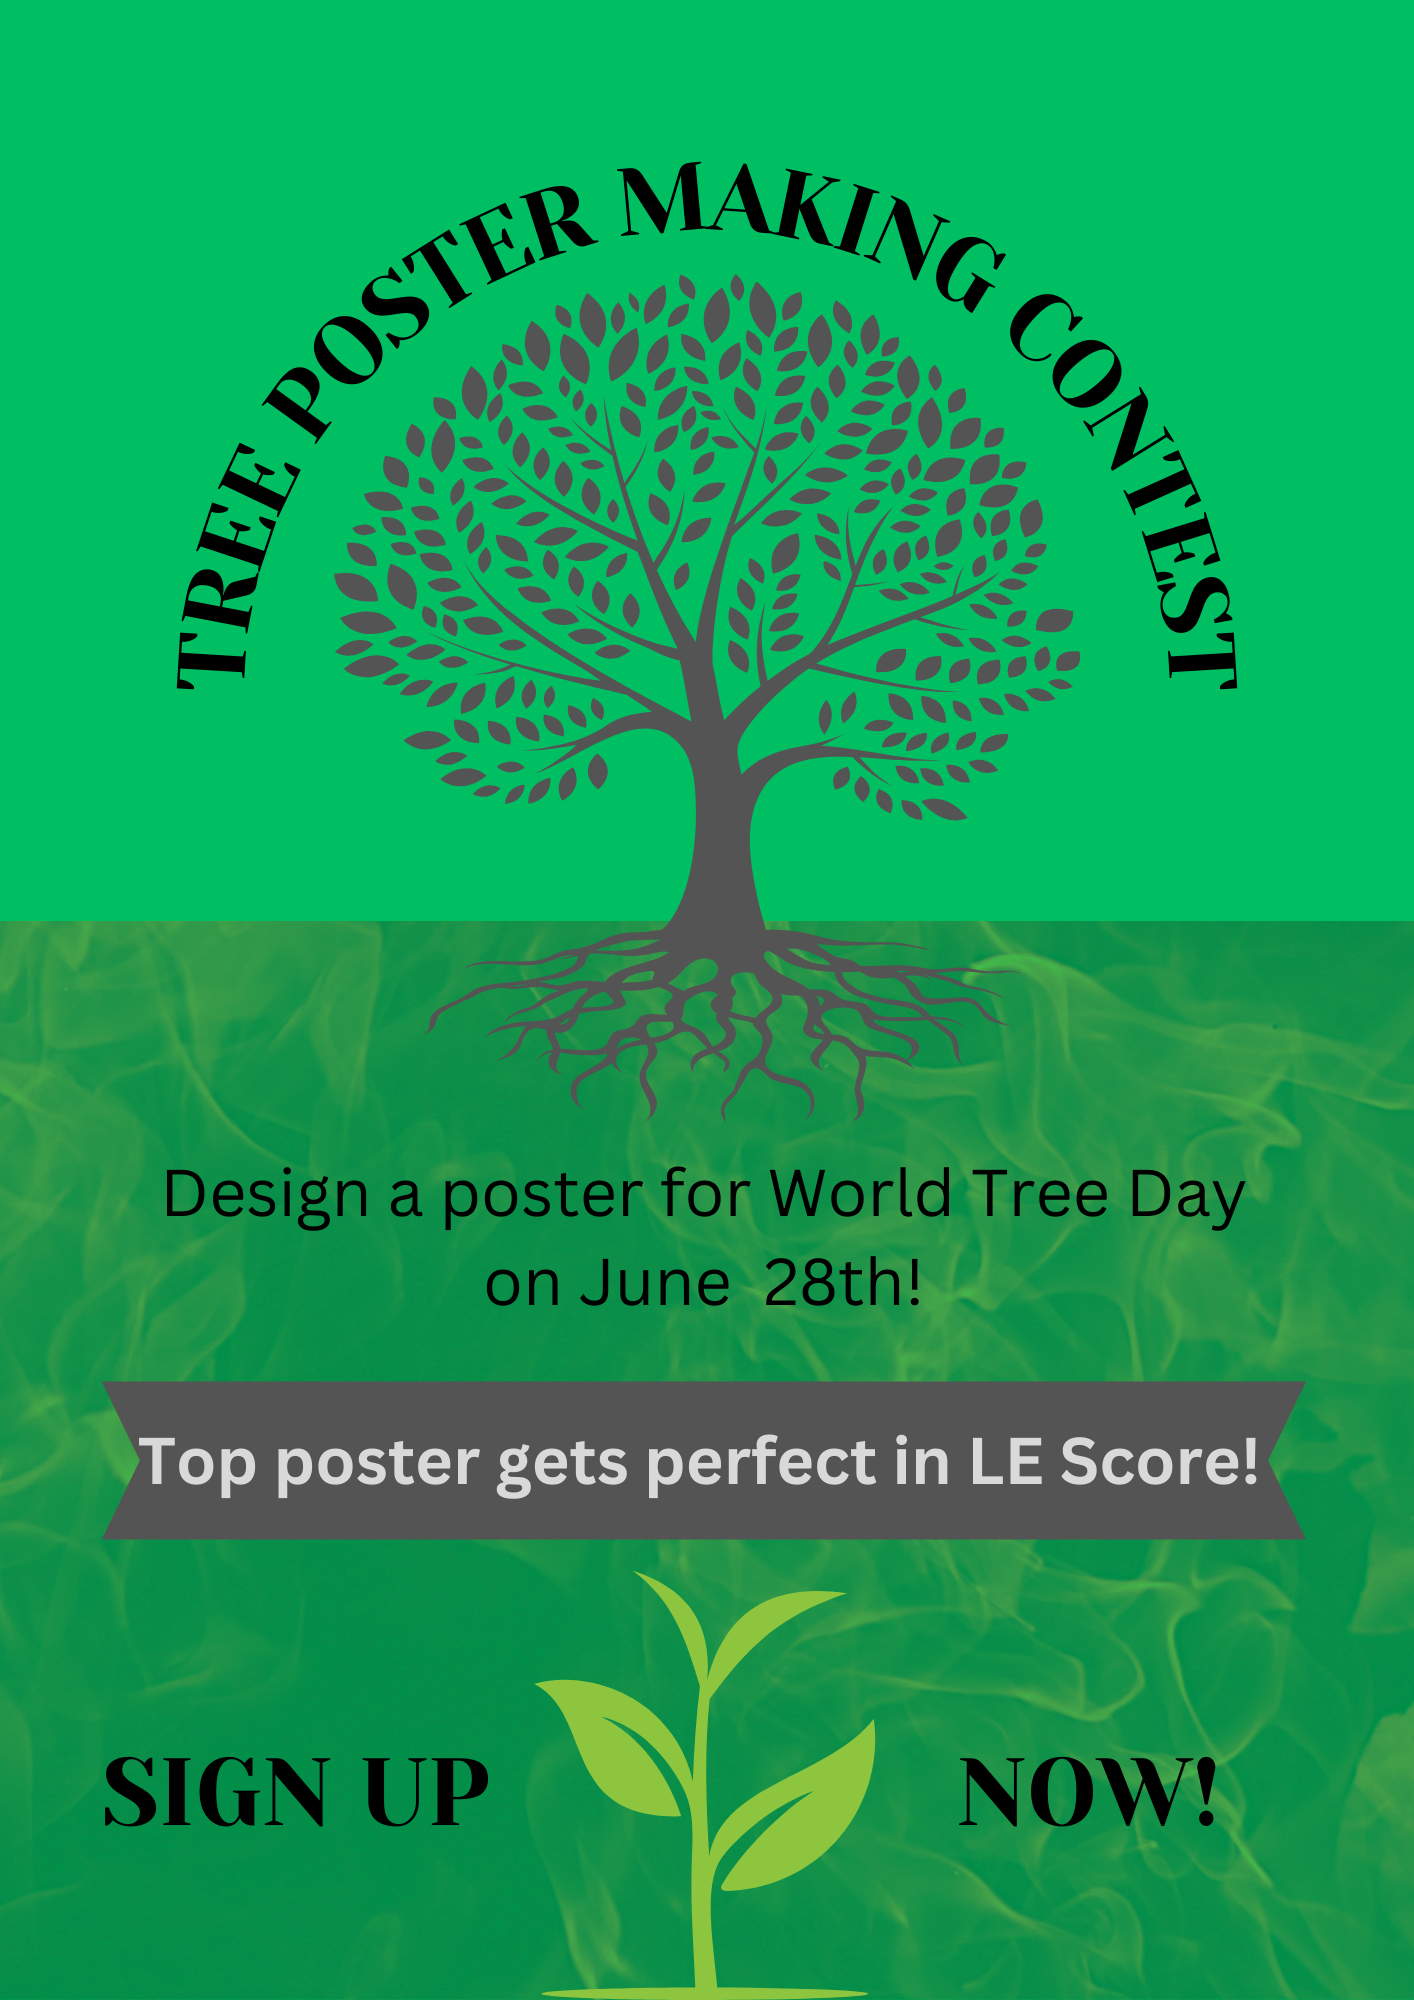 TREE POSTER MAKING CONTEST
Design a poster for World Tree Day
on June  28th!
Top poster gets perfect in LE Score!
SIGN UP NOW!